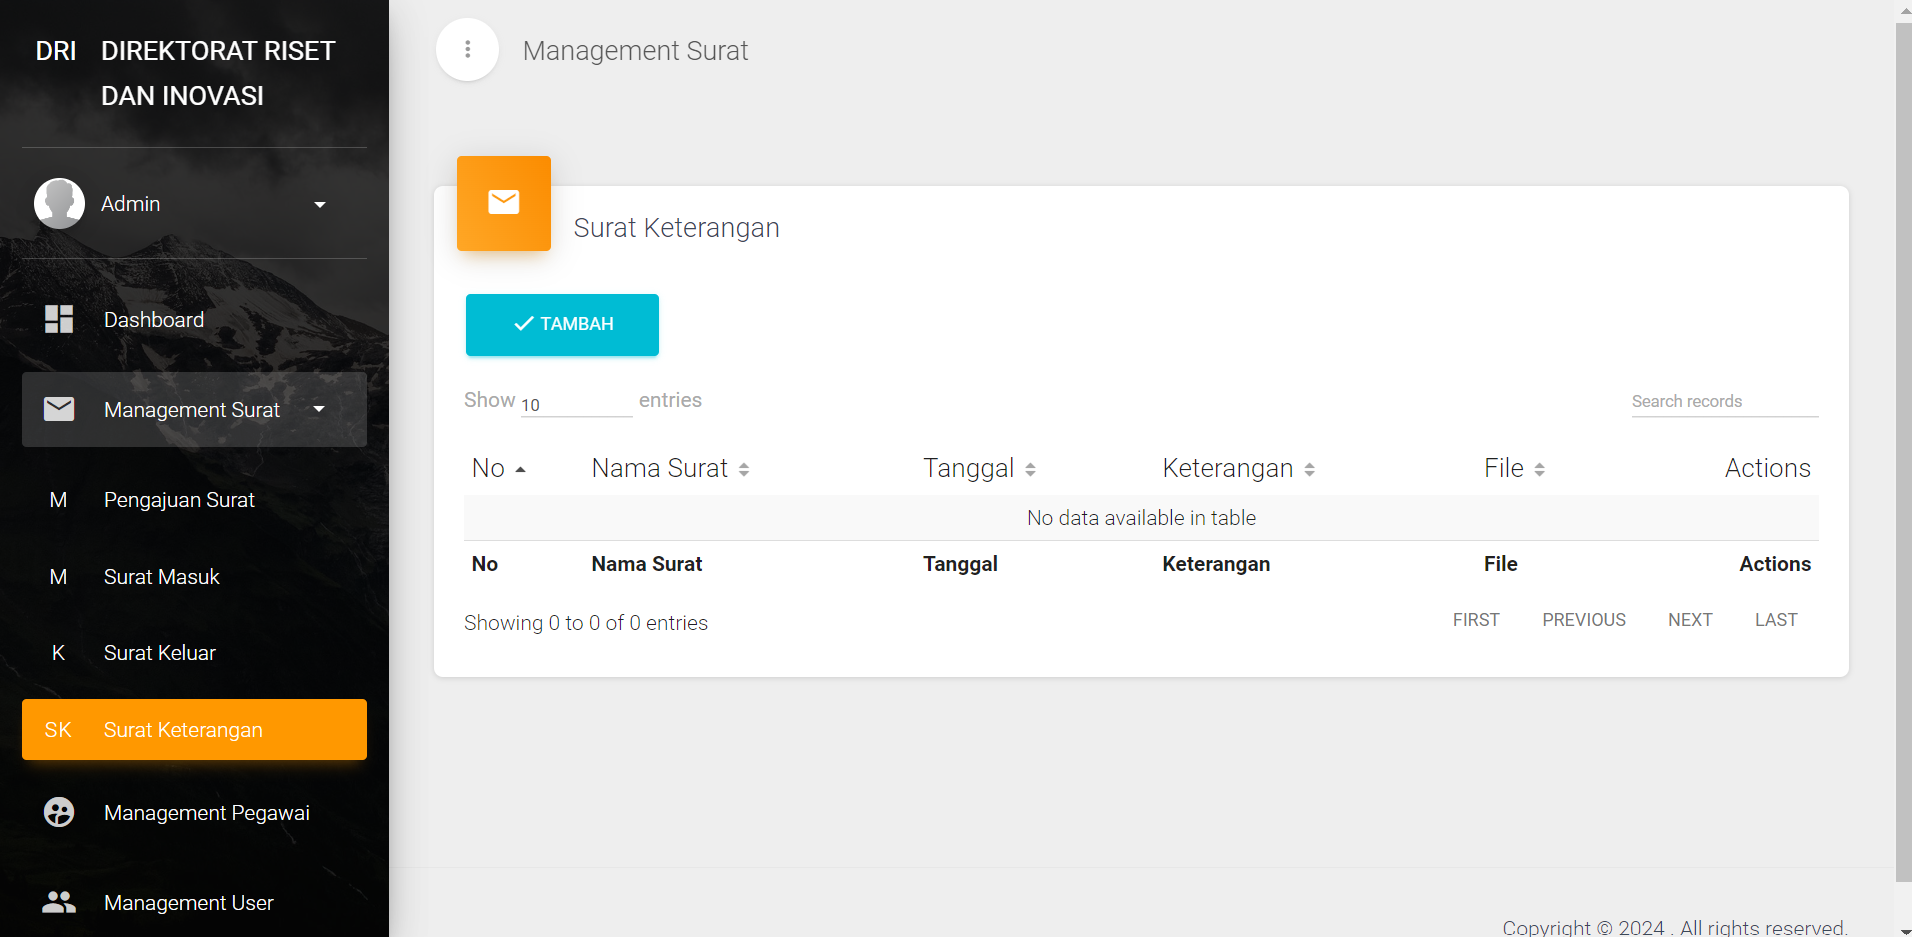 DRI DIREKTORAT RISET
DAN INOVASI
Admin
Dashboard
Management Surat
M Pengajuan Surat
M Surat Masuk
K Surat Keluar
SK Surat Keterangan
Management Pegawai
Management User
Management Surat
Surat Keterangan
TAMBAH
Show 10 entries
Search records
No Nama Surat Tanggal Keterangan File Actions
No data available in table
No Nama Surat Tanggal Keterangan File Actions
Showing 0 to 0 of 0 entries
FIRST PREVIOUS NEXT LAST
Copyright © 2024 . All rights reserved.